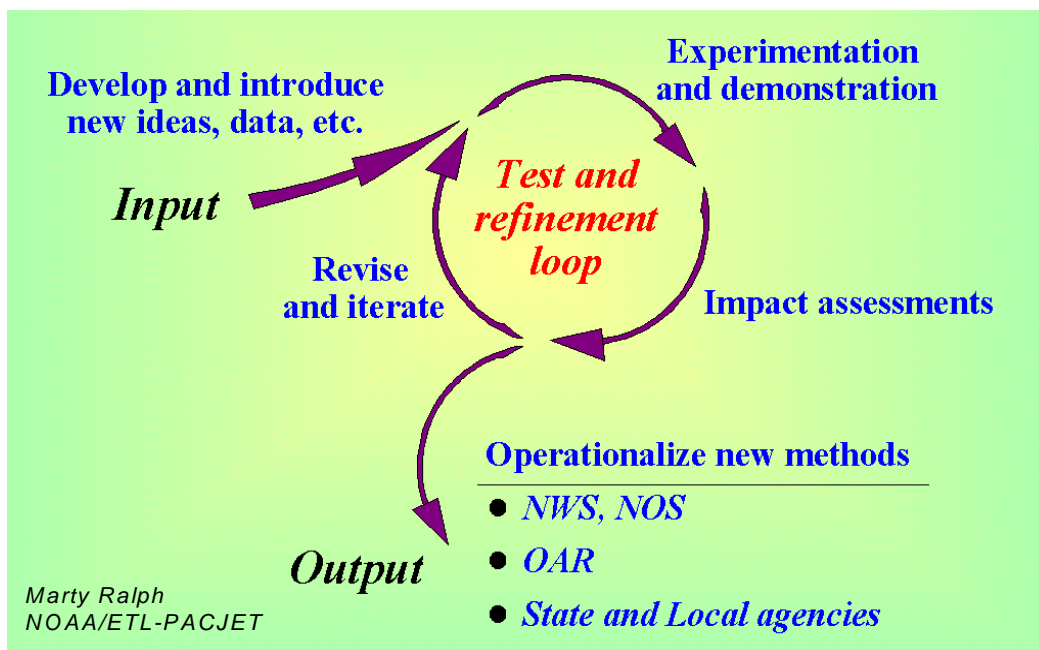 Develop and introduce
new ideas, data, etc.
Input
Experimentation
and demonstration
Test and
refinement
loop
Impact assessments
Revise
and iterate
Output
Operationalize new methods
● NWS, NOS
● OAR
● State and Local agencies
Marty Ralph
NOAA/ETL-PACJET